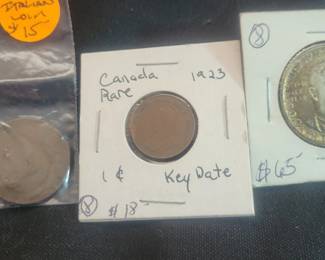 ITALIAN
COIN
$15
Canada 1923
Rare
1¢ Key Date
8 $18
8
$65